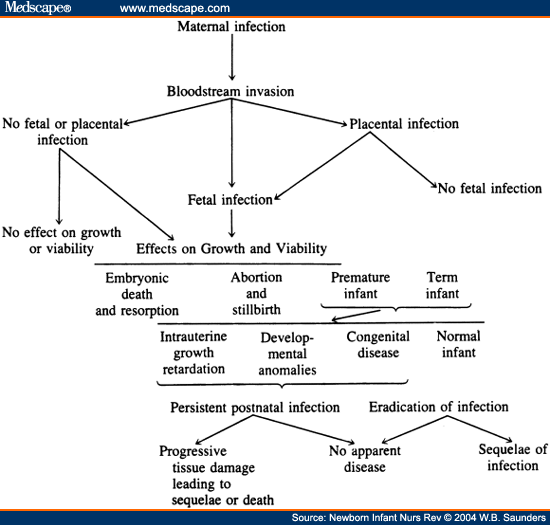 Medscape® www.medscape.com
Maternal infection
Bloodstream invasion
No fetal or placental
infection
Placental infection
Fetal infection
No fetal infection
No effect on growth
or viability
Effects on Growth and Viability
Embryonic
death
and resorption
Abortion
and
stillbirth
Premature
infant
Term
infant
Intrauterine
growth
retardation
Develop-
mental
anomalies
Congenital
disease
Normal
infant
Persistent postnatal infection
Eradication of infection
Progressive
tissue damage
leading to
sequelae or death
No apparent
disease
Sequelae of
infection
Source: Newborn Infant Nurs Rev © 2004 W.B. Saunders